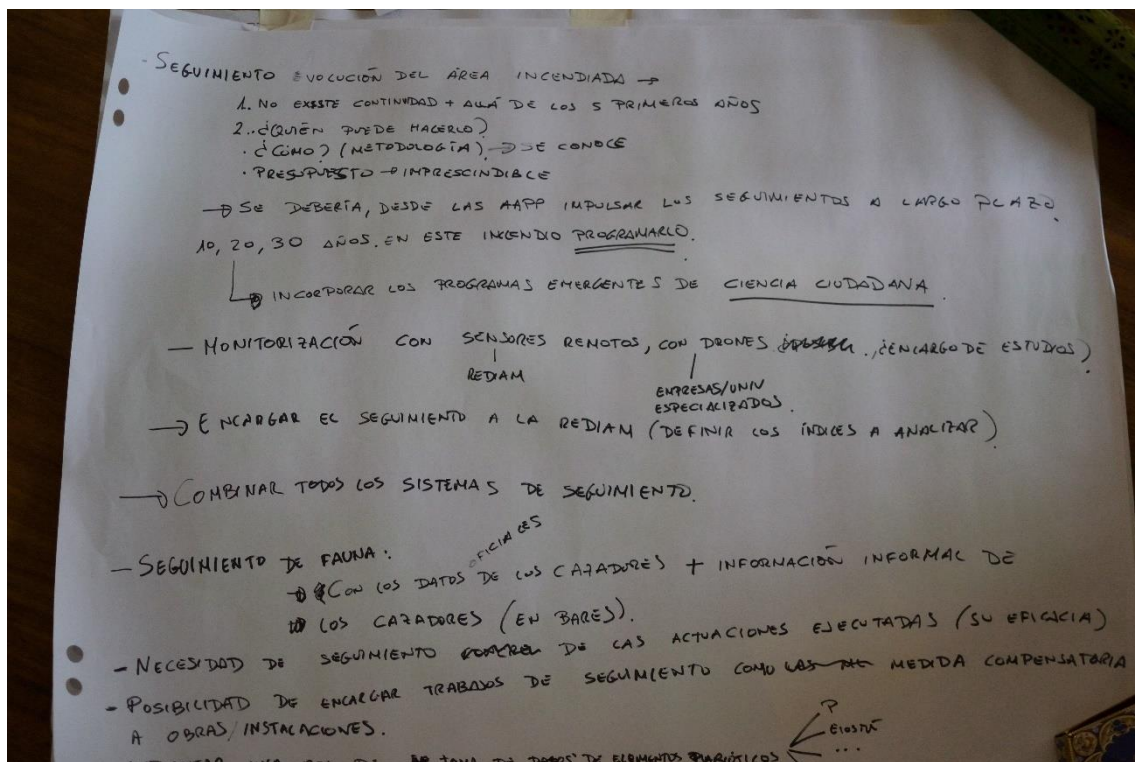 - SEGUIMIENTO EVOCUCIÓN DEL ÁREA INCENDIADA →
1. NO EXISTE CONTINUIDAD + ALLÁ DE LOS 5 PRIMEROS AÑOS
2. ¿QUIÉN PUEDE HACERLO?
· ¿CÓMO? (METODOLOGÍA) → SE CONOCE
· PRESUPUESTO → IMPRESCINDIBLE
→ SE DEBERÍA, DESDE LAS AAPP IMPULSAR LOS SEGUIMIENTOS A LARGO PLAZO.
10, 20, 30 AÑOS. EN ESTE INCENDIO PROGRAMARLO.
→ INCORPORAR LOS PROGRAMAS EMERGENTES DE CIENCIA CIUDADANA.
— MONITORIZACIÓN CON SENSORES REMOTOS, CON DRONES ., ¿ENCARGO DE ESTUDIOS)
REDIAM
EMPRESAS/UNIV
ESPECIALIZADOS.
→ ENCARGAR EL SEGUIMIENTO A LA REDIAM (DEFINIR LOS ÍNDICES A ANALIZAR)
→ COMBINAR TODOS LOS SISTEMAS DE SEGUIMIENTO.
— SEGUIMIENTO DE FAUNA:
OFICIALES
→ CON LOS DATOS DE LOS CAZADORES + INFORMACIÓN INFORMAL DE
LOS CAZADORES (EN BARES).
- NECESIDAD DE SEGUIMIENTO DE LAS ACTUACIONES EJECUTADAS (SU EFICACIA)
- POSIBILIDAD DE ENCARGAR TRABAJOS DE SEGUIMIENTO COMO MEDIDA COMPENSATORIA
A OBRAS/INSTALACIONES.
P
...
TOMA DE DATOS DE ELEMENTOS